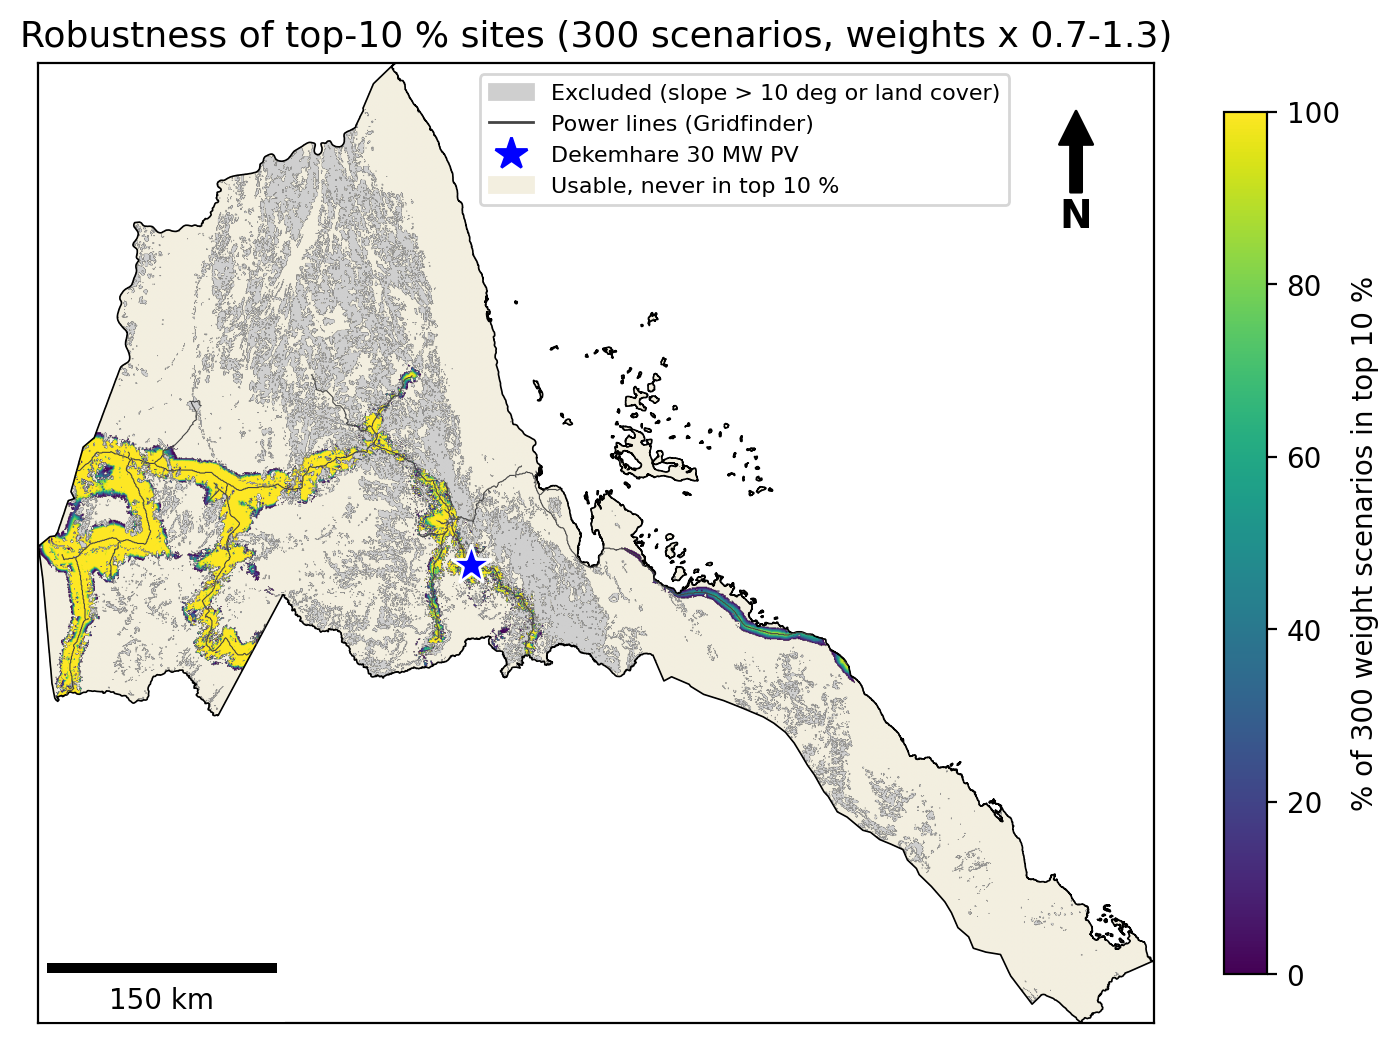 Robustness of top-10 % sites (300 scenarios, weights x 0.7-1.3)
Excluded (slope > 10 deg or land cover)
Power lines (Gridfinder)
Dekemhare 30 MW PV
Usable, never in top 10 %
N
150 km
100
80
60
40
20
0
% of 300 weight scenarios in top 10 %